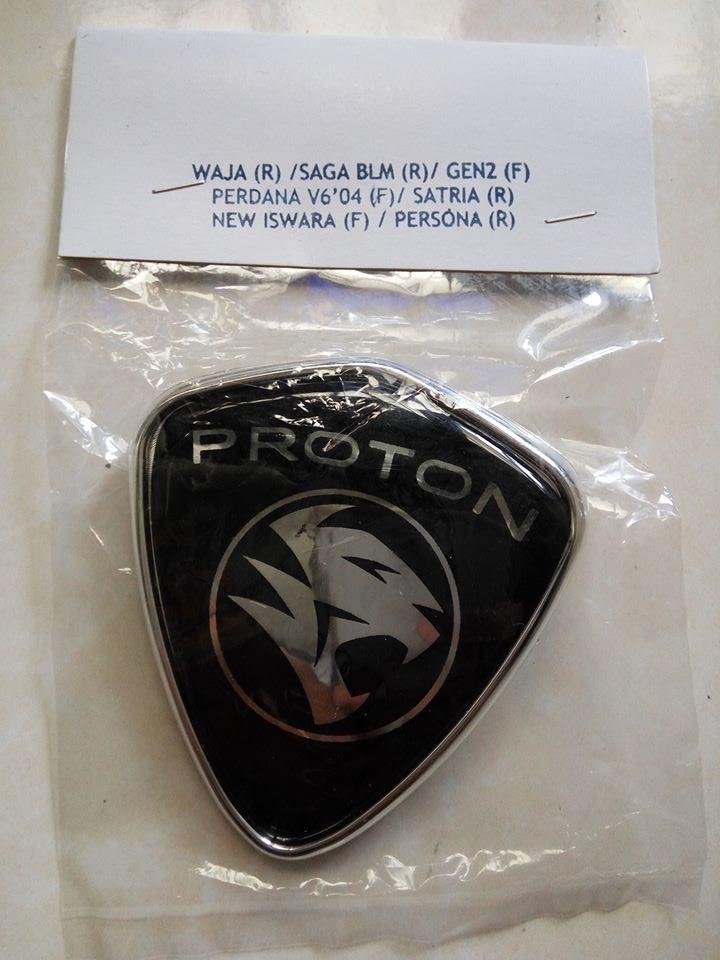 WAJA (R) /SAGA BLM (R)/ GEN2 (F)
PERDANA V6'04 (F)/ SATRIA (R)
NEW ISWARA (F) / PERSONA (R)
PROTON